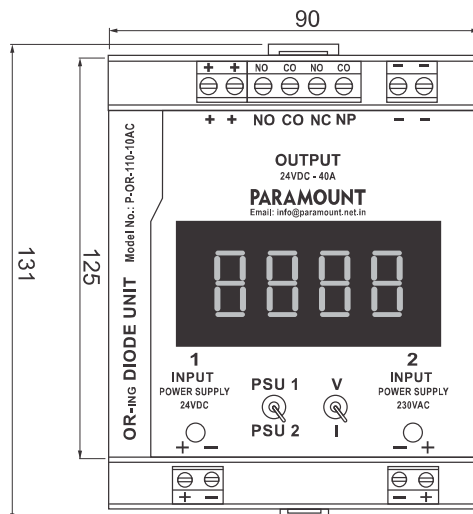 90
+ + NO CO NO CO − −
+ + NO CO NC NP − −
OUTPUT
24VDC - 40A
PARAMOUNT
Email: info@paramount.net.in
131
125
OR-ING DIODE UNIT
Model No.: P-OR-110-10AC
8888
1
INPUT
POWER SUPPLY
24VDC
+ −
PSU 1
PSU 2
V
I
2
INPUT
POWER SUPPLY
230VAC
− +
+ −
− +